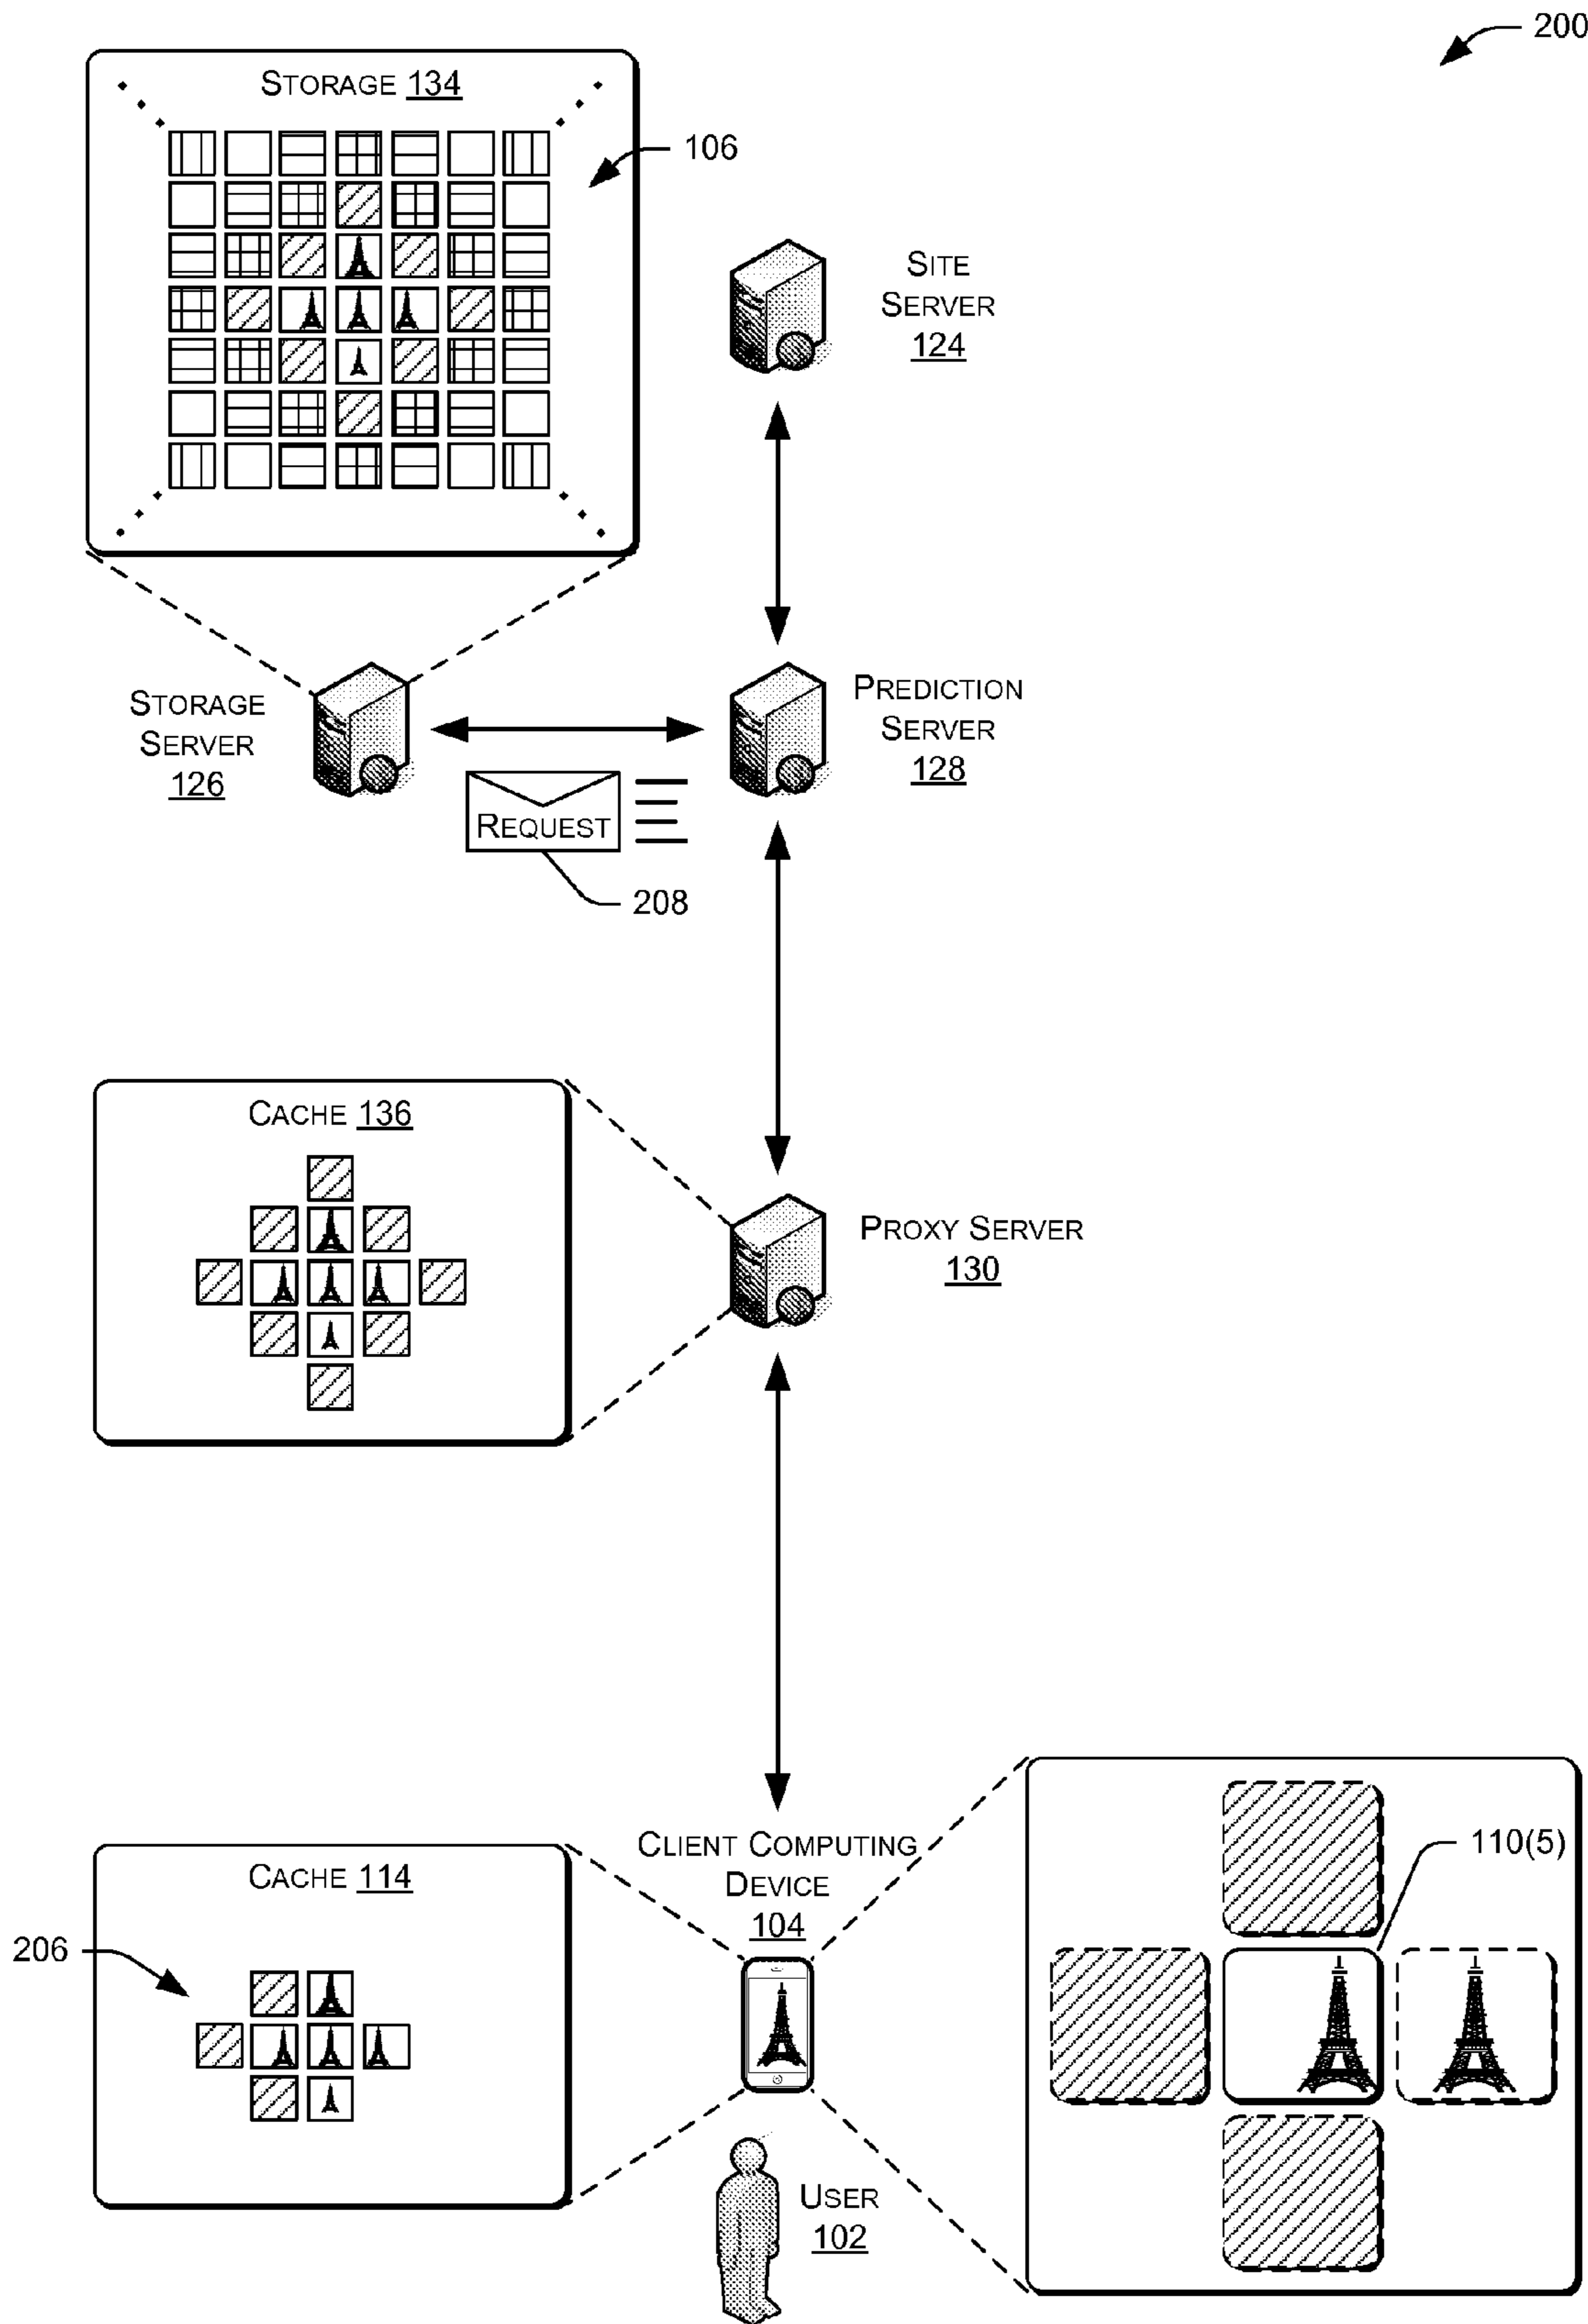 200
STORAGE 134
106
SITE
SERVER
124
STORAGE
SERVER
126
PREDICTION
SERVER
128
REQUEST
208
CACHE 136
PROXY SERVER
130
CLIENT COMPUTING
DEVICE
104
CACHE 114
110(5)
206
USER
102